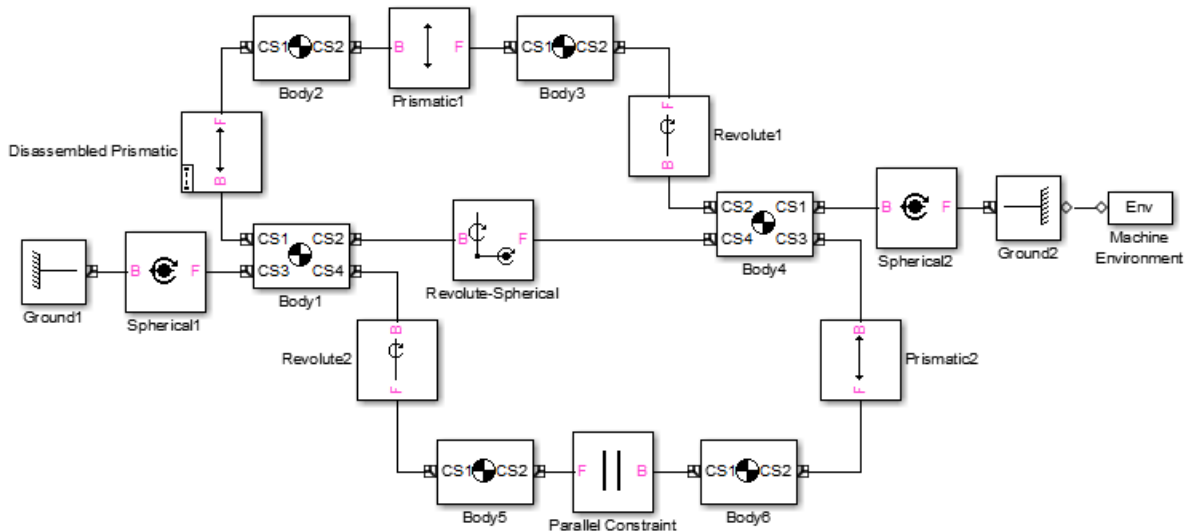 CS1 CS2
Body2
B F
Prismatic1
CS1 CS2
Body3
F
B
Disassembled Prismatic
F
B
Revolute1
CS1 CS2
CS3 CS4
Body1
B F
Revolute-Spherical
CS2 CS1
CS4 CS3
Body4
B F
Spherical2
Ground2
Env
Machine
Environment
Ground1
B F
Spherical1
B
F
Revolute2
B
F
Prismatic2
CS1 CS2
Body5
F B
Parallel Constraint
CS1 CS2
Body6